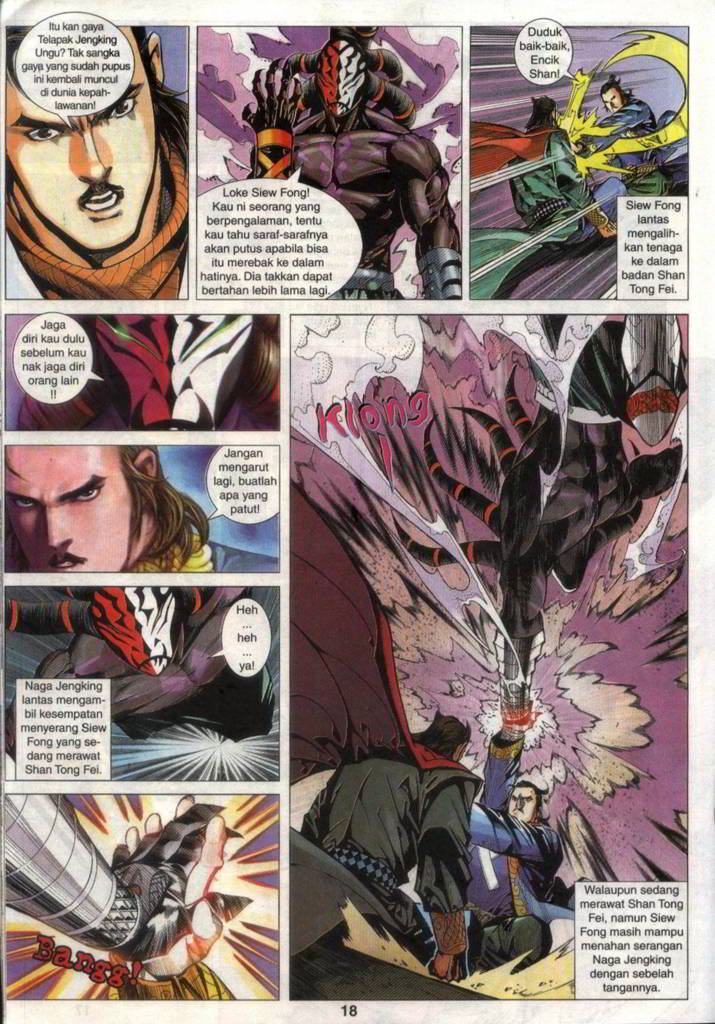 Itu kan gaya
Telapak Jengking
Ungu? Tak sangka
gaya yang sudah pupus
ini kembali muncul
di dunia kepah-
lawanan!
Loke Siew Fong!
Kau ni seorang yang
berpengalaman, tentu
kau tahu saraf-sarafnya
akan putus apabila bisa
itu merebak ke dalam
hatinya. Dia takkan dapat
bertahan lebih lama lagi.
Duduk
baik-baik,
Encik
Shan!
Siew Fong
lantas
mengalih-
kan tenaga
ke dalam
badan Shan
Tong Fei.
Jaga
diri kau dulu
sebelum kau
nak jaga diri
orang lain
!!
Jangan
mengarut
lagi, buatlah
apa yang
patut!
Heh
...
heh
...
ya!
Naga Jengking
lantas mengam-
bil kesempatan
menyerang Siew
Fong yang se-
dang merawat
Shan Tong Fei.
Bangg!
Klong
!
Walaupun sedang
merawat Shan Tong
Fei, namun Siew
Fong masih mampu
menahan serangan
Naga Jengking
dengan sebelah
tangannya.
18